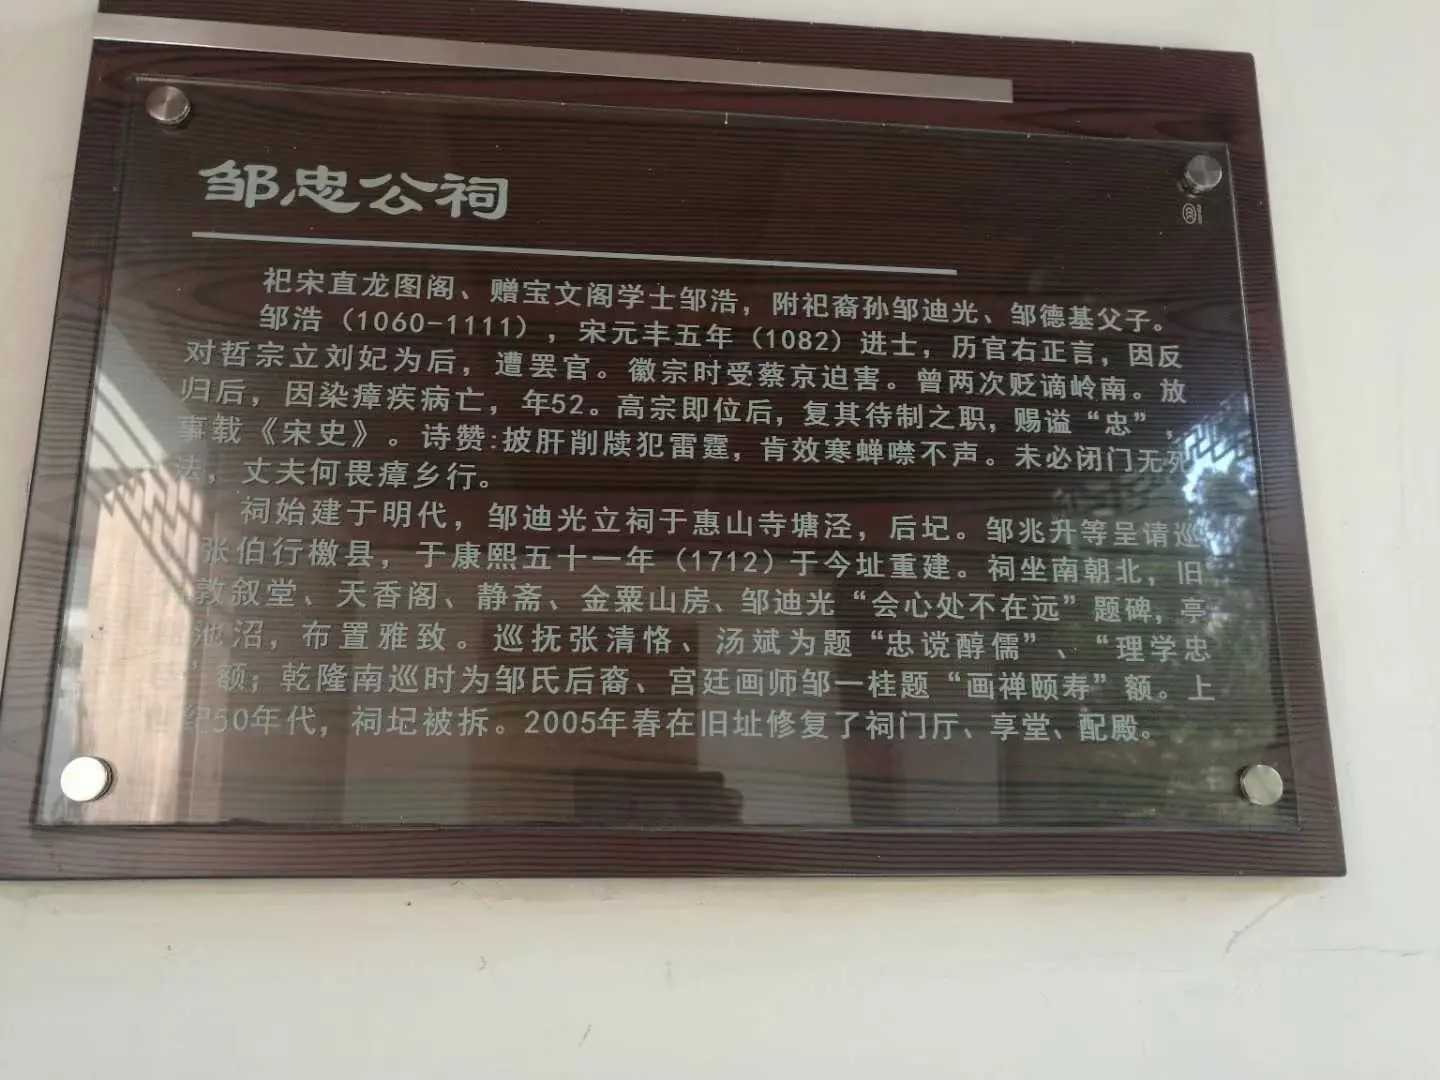 邹忠公祠
祀宋直龙图阁、赠宝文阁学士邹浩，附祀裔孙邹迪光、邹德基父子。
邹浩（1060-1111），宋元丰五年（1082）进士，历官右正言，因反
对哲宗立刘妃为后，遭罢官。徽宗时受蔡京迫害。曾两次贬谪岭南。放
归后，因染瘴疾病亡，年52。高宗即位后，复其待制之职，赐谥“忠”，
事载《宋史》。诗赞:披肝削牍犯雷霆，肯效寒蝉噤不声。未必闭门无死
法，丈夫何畏瘴乡行。
祠始建于明代，邹迪光立祠于惠山寺塘泾，后圮。邹兆升等呈请巡
张伯行檄县，于康熙五十一年（1712）于今址重建。祠坐南朝北，旧
敦叙堂、天香阁、静斋、金粟山房、邹迪光“会心处不在远”题碑，亭
池沼，布置雅致。巡抚张清恪、汤斌为题“忠谠醇儒”、“理学忠
”额；乾隆南巡时为邹氏后裔、宫廷画师邹一桂题“画禅颐寿”额。上
纪50年代，祠圮被拆。2005年春在旧址修复了祠门厅、享堂、配殿。